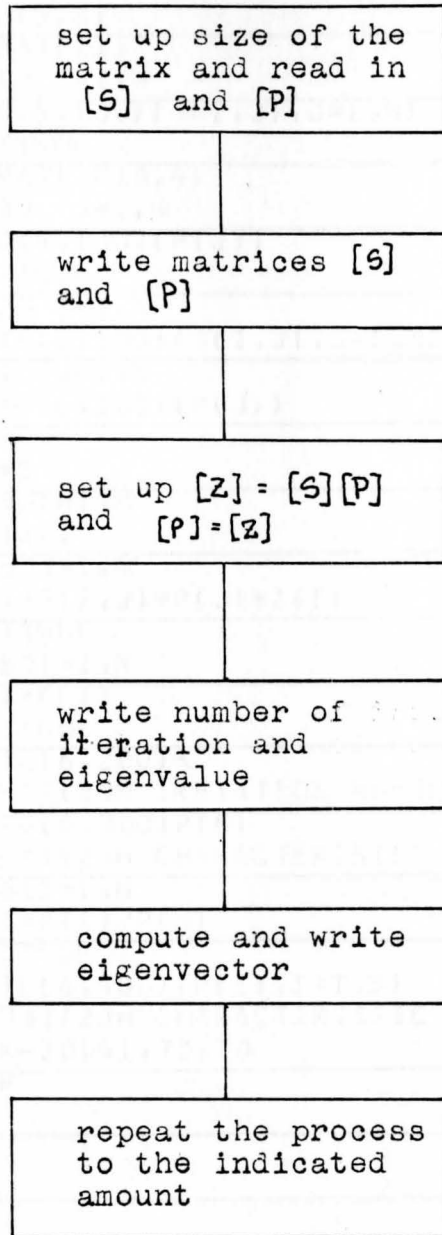 set up size of the
matrix and read in
[S] and [P]
write matrices [S]
and [P]
set up [Z] = [S][P]
and [P] = [Z]
write number of
iteration and
eigenvalue
compute and write
eigenvector
repeat the process
to the indicated
amount